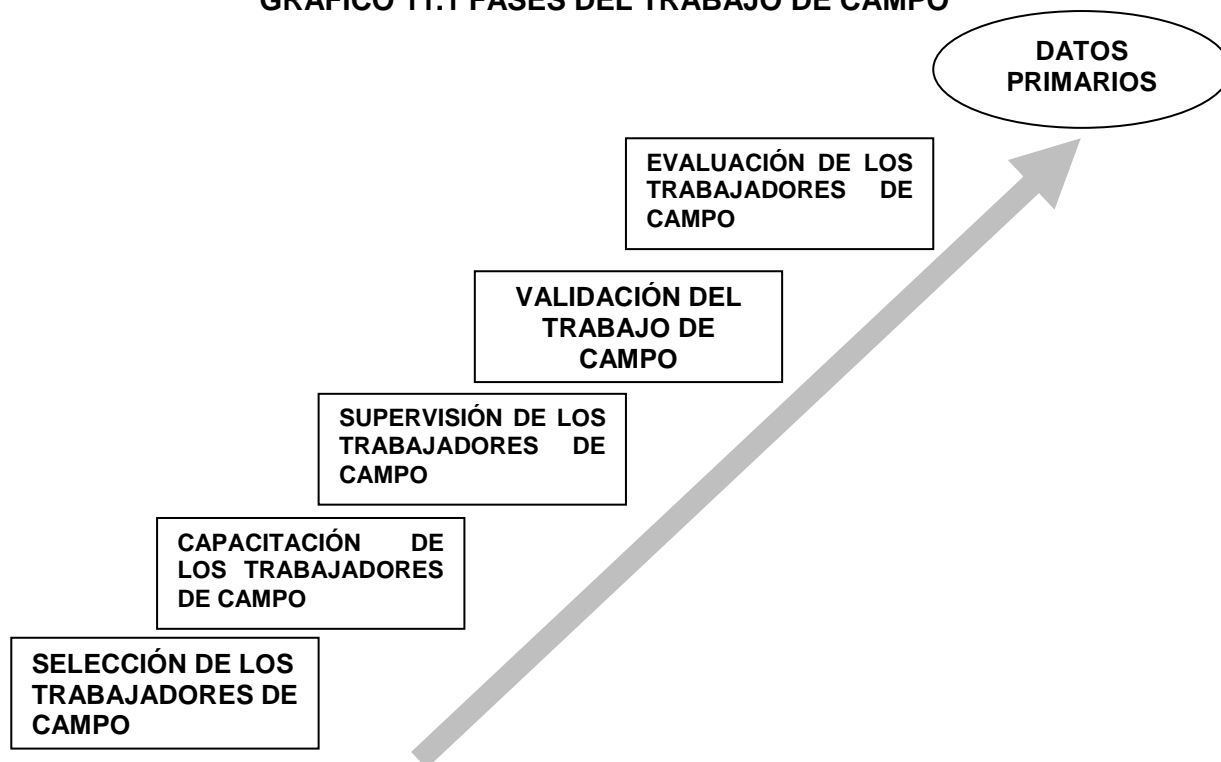 GRÁFICO 11.1 FASES DEL TRABAJO DE CAMPO
DATOS
PRIMARIOS
EVALUACIÓN DE LOS
TRABAJADORES DE
CAMPO
VALIDACIÓN DEL
TRABAJO DE
CAMPO
SUPERVISIÓN DE LOS
TRABAJADORES DE
CAMPO
CAPACITACIÓN DE
LOS TRABAJADORES
DE CAMPO
SELECCIÓN DE LOS
TRABAJADORES DE
CAMPO